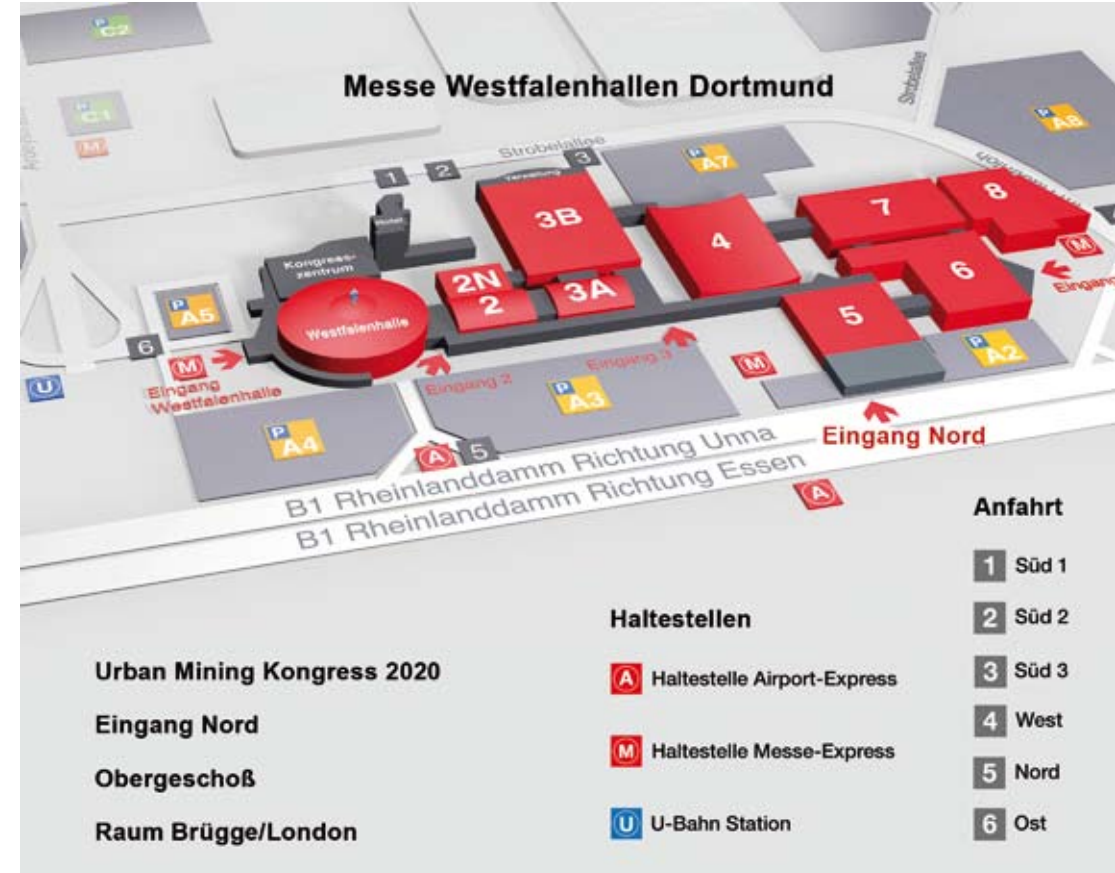 P
C2
Messe Westfalenhallen Dortmund
Strobelallee
P
C1
M
P
A8
Strobelallee
1
2
3
P
A7
Verwaltung
Hotel
3B
4
7
8
M
Kongress-
zentrum
2N
2
3A
6
Eingang
P
A5
Westfalenhalle
5
6
U
M
Eingang
Westfalenhalle
Eingang 2
Eingang 3
M
P
A2
P
A3
P
A4
A
5
B1 Rheinlanddamm Richtung Unna
Eingang Nord
B1 Rheinlanddamm Richtung Essen
A
Anfahrt
1 Süd 1
2 Süd 2
3 Süd 3
4 West
5 Nord
6 Ost
Haltestellen
A Haltestelle Airport-Express
M Haltestelle Messe-Express
U U-Bahn Station
Urban Mining Kongress 2020
Eingang Nord
Obergeschoß
Raum Brügge/London